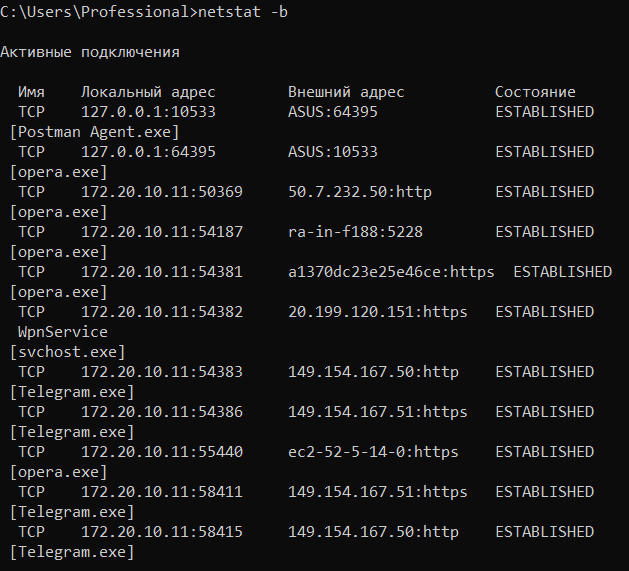 C:\Users\Professional>netstat -b
Активные подключения
Имя Локальный адрес Внешний адрес Состояние
TCP 127.0.0.1:10533 ASUS:64395 ESTABLISHED
[Postman Agent.exe]
TCP 127.0.0.1:64395 ASUS:10533 ESTABLISHED
[opera.exe]
TCP 172.20.10.11:50369 50.7.232.50:http ESTABLISHED
[opera.exe]
TCP 172.20.10.11:54187 ra-in-f188:5228 ESTABLISHED
[opera.exe]
TCP 172.20.10.11:54381 a1370dc23e25e46ce:https ESTABLISHED
[opera.exe]
TCP 172.20.10.11:54382 20.199.120.151:https ESTABLISHED
WpnService
[svchost.exe]
TCP 172.20.10.11:54383 149.154.167.50:http ESTABLISHED
[Telegram.exe]
TCP 172.20.10.11:54386 149.154.167.51:https ESTABLISHED
[Telegram.exe]
TCP 172.20.10.11:55440 ec2-52-5-14-0:https ESTABLISHED
[opera.exe]
TCP 172.20.10.11:58411 149.154.167.51:https ESTABLISHED
[Telegram.exe]
TCP 172.20.10.11:58415 149.154.167.50:http ESTABLISHED
[Telegram.exe]